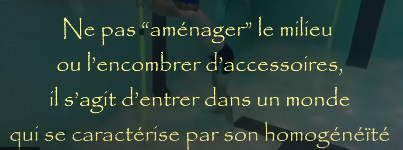 Ne pas “aménager” le milieu
ou l’encombrer d’accessoires,
il s’agit d’entrer dans un monde
qui se caractérise par son homogénéïté